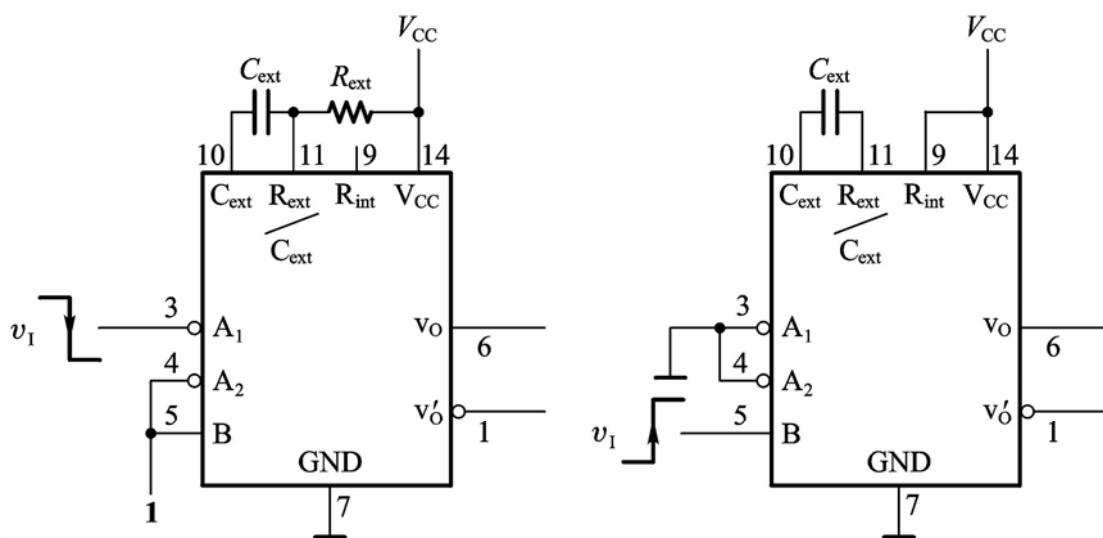 V_CC
C_ext R_ext
10 11 9 14
C_ext R_ext R_int V_CC
C_ext
v_I
3 A_1
4 A_2
5 B
v_O 6
v'_O 1
GND
7
1
V_CC
C_ext
10 11 9 14
C_ext R_ext R_int V_CC
C_ext
3 A_1
4 A_2
v_I
5 B
v_O 6
v'_O 1
GND
7